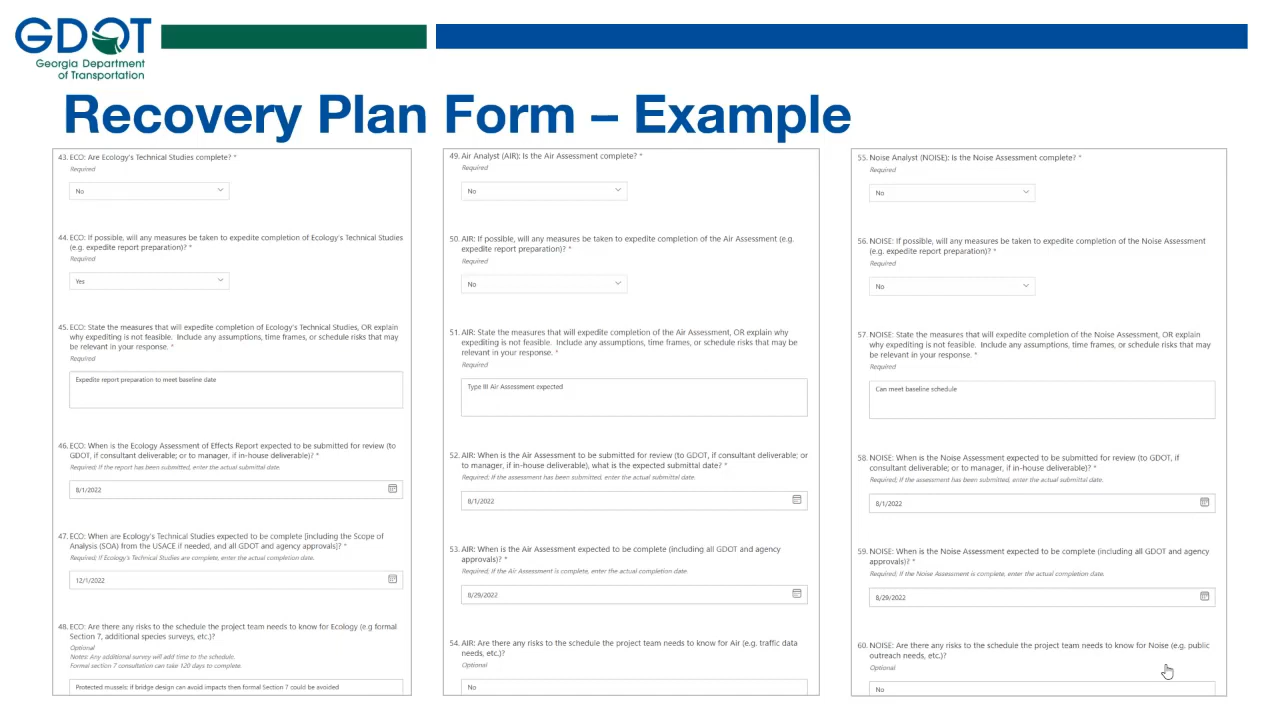 GDOT
Georgia Department
of Transportation
Recovery Plan Form – Example
43. ECO: Are Ecology's Technical Studies complete? *
Required
No
44. ECO: If possible, will any measures be taken to expedite completion of Ecology's Technical Studies
(e.g. expedite report preparation)? *
Required
Yes
45. ECO: State the measures that will expedite completion of Ecology's Technical Studies, OR explain
why expediting is not feasible. Include any assumptions, time frames, or schedule risks that may
be relevant in your response. *
Required
Expedite report preparation to meet baseline date
46. ECO: When is the Ecology Assessment of Effects Report expected to be submitted for review (to
GDOT, if consultant deliverable; or to manager, if in-house deliverable)? *
Required; If the report has been submitted, enter the actual submittal date.
8/1/2022
47. ECO: When are Ecology's Technical Studies expected to be complete [including the Scope of
Analysis (SOA) from the USACE if needed, and all GDOT and agency approvals]? *
Required; If Ecology's Technical Studies are complete, enter the actual completion date.
12/1/2022
48. ECO: Are there any risks to the schedule the project team needs to know for Ecology (e.g formal
Section 7, additional species surveys, etc.)?
Optional
Notes: Any additional survey will add time to the schedule.
Formal section 7 consultation can take 120 days to complete.
Protected mussels: if bridge design can avoid impacts then formal Section 7 could be avoided
49. Air Analyst (AIR): Is the Air Assessment complete? *
Required
No
50. AIR: If possible, will any measures be taken to expedite completion of the Air Assessment (e.g.
expedite report preparation)? *
Required
No
51. AIR: State the measures that will expedite completion of the Air Assessment, OR explain why
expediting is not feasible. Include any assumptions, time frames, or schedule risks that may be
relevant in your response. *
Required
Type III Air Assessment expected
52. AIR: When is the Air Assessment to be submitted for review (to GDOT, if consultant deliverable; or
to manager, if in-house deliverable), what is the expected submittal date? *
Required; If the assessment has been submitted, enter the actual submittal date.
8/1/2022
53. AIR: When is the Air Assessment expected to be complete (including all GDOT and agency
approvals)? *
Required, If the Air Assessment is complete, enter the actual completion date.
8/29/2022
54. AIR: Are there any risks to the schedule the project team needs to know for Air (e.g. traffic data
needs, etc.)?
Optional
No
55. Noise Analyst (NOISE): Is the Noise Assessment complete? *
Required
No
56. NOISE: If possible, will any measures be taken to expedite completion of the Noise Assessment
(e.g. expedite report preparation)? *
Required
No
57. NOISE: State the measures that will expedite completion of the Noise Assessment, OR explain
why expediting is not feasible. Include any assumptions, time frames, or schedule risks that may
be relevant in your response. *
Required
Can meet baseline schedule
58. NOISE: When is the Noise Assessment expected to be submitted for review (to GDOT, if
consultant deliverable; or to manager, if in-house deliverable)? *
Required; If the assessment has been submitted, enter the actual submittal date.
8/1/2022
59. NOISE: When is the Noise Assessment expected to be complete (including all GDOT and agency
approvals)? *
Required, If the Noise Assessment is complete, enter the actual completion date.
8/29/2022
60. NOISE: Are there any risks to the schedule the project team needs to know for Noise (e.g. public
outreach needs, etc.)?
Optional
No